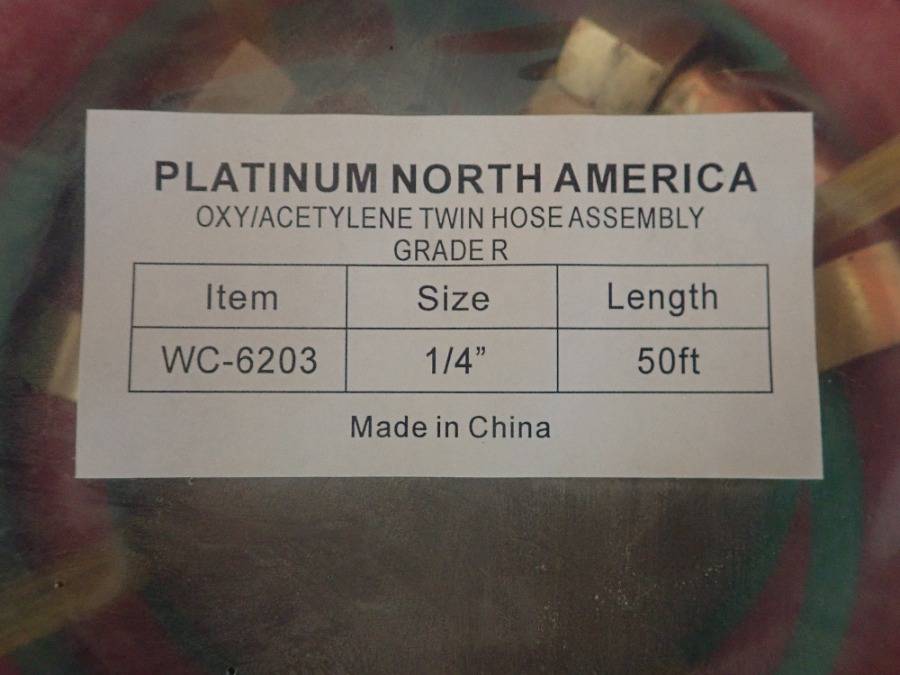 PLATINUM NORTH AMERICA
OXY/ACETYLENE TWIN HOSE ASSEMBLY
GRADE R
Item Size Length
WC-6203 1/4” 50ft
Made in China